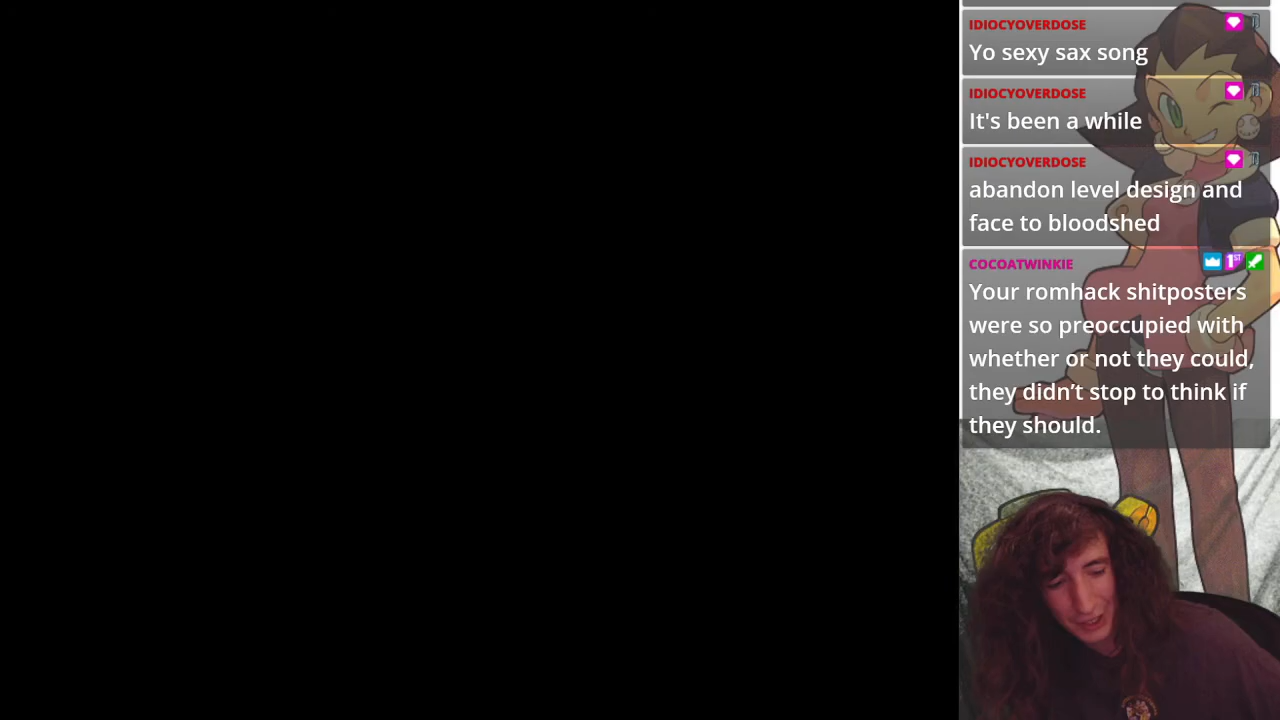 IDIOCYOVERDOSE
Yo sexy sax song
IDIOCYOVERDOSE
It's been a while
IDIOCYOVERDOSE
abandon level design and
face to bloodshed
COCOATWINKIE
1ST
Your romhack shitposters
were so preoccupied with
whether or not they could,
they didn’t stop to think if
they should.